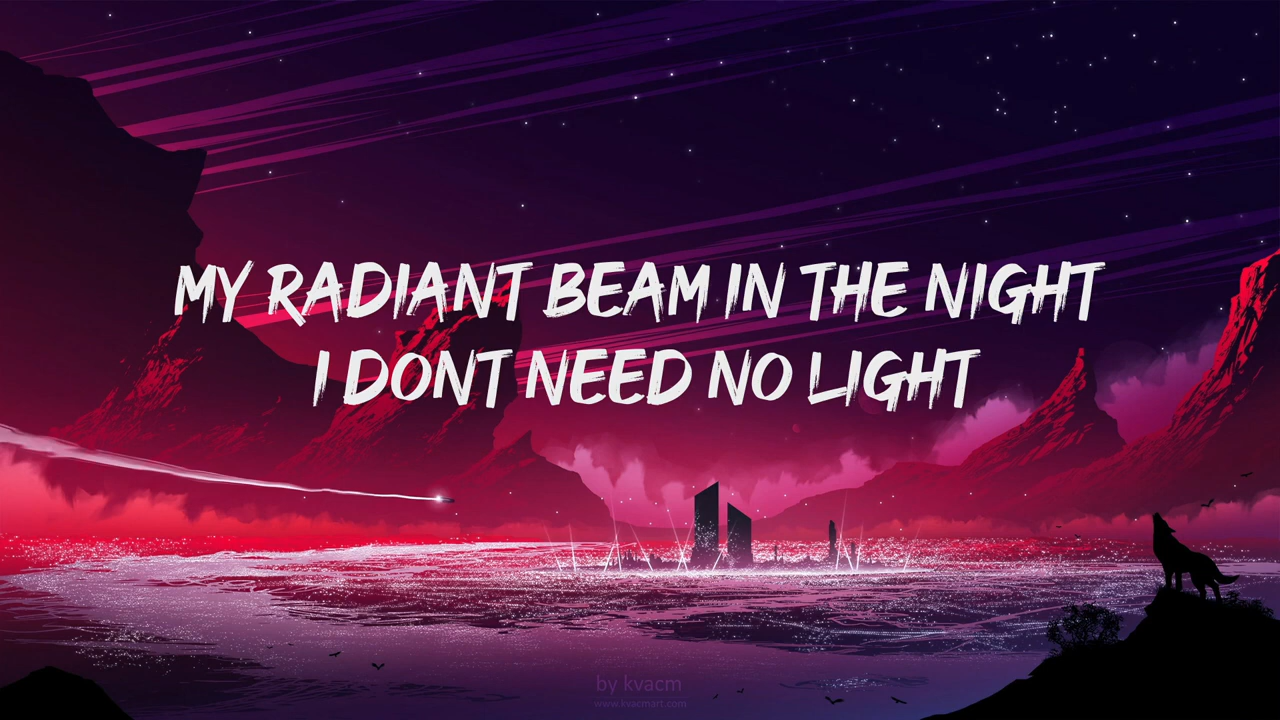 MY RADIANT BEAM IN THE NIGHT
I DONT NEED NO LIGHT
by kvacm
www.kvacmart.com